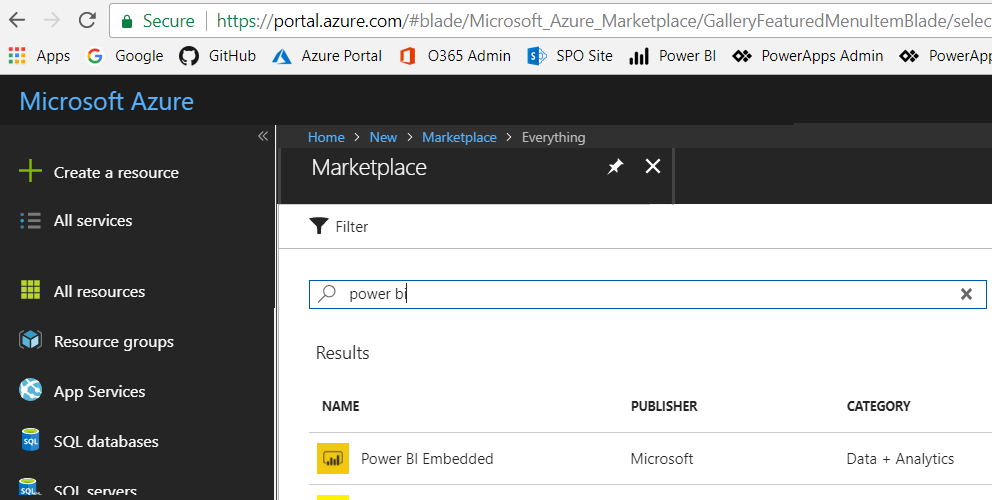 Secure https://portal.azure.com/#blade/Microsoft_Azure_Marketplace/GalleryFeaturedMenuItemBlade/selec
Apps Google GitHub Azure Portal O365 Admin SPO Site Power BI PowerApps Admin PowerApp
Microsoft Azure
Home > New > Marketplace > Everything
Marketplace
Create a resource
All services
All resources
Resource groups
App Services
SQL databases
SQL servers
Filter
power bi
Results
NAME PUBLISHER CATEGORY
Power BI Embedded Microsoft Data + Analytics